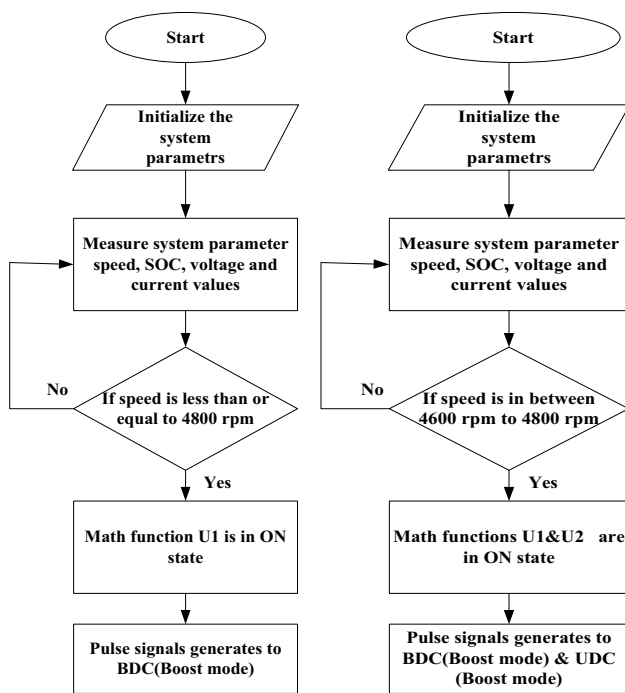 Start
Initialize the
system
parametrs
Measure system parameter
speed, SOC, voltage and
current values
No
If speed is less than or
equal to 4800 rpm
Yes
Math function U1 is in ON
state
Pulse signals generates to
BDC(Boost mode)
Start
Initialize the
system
parametrs
Measure system parameter
speed, SOC, voltage and
current values
No
If speed is in between
4600 rpm to 4800 rpm
Yes
Math functions U1&U2 are
in ON state
Pulse signals generates to
BDC(Boost mode) & UDC
(Boost mode)